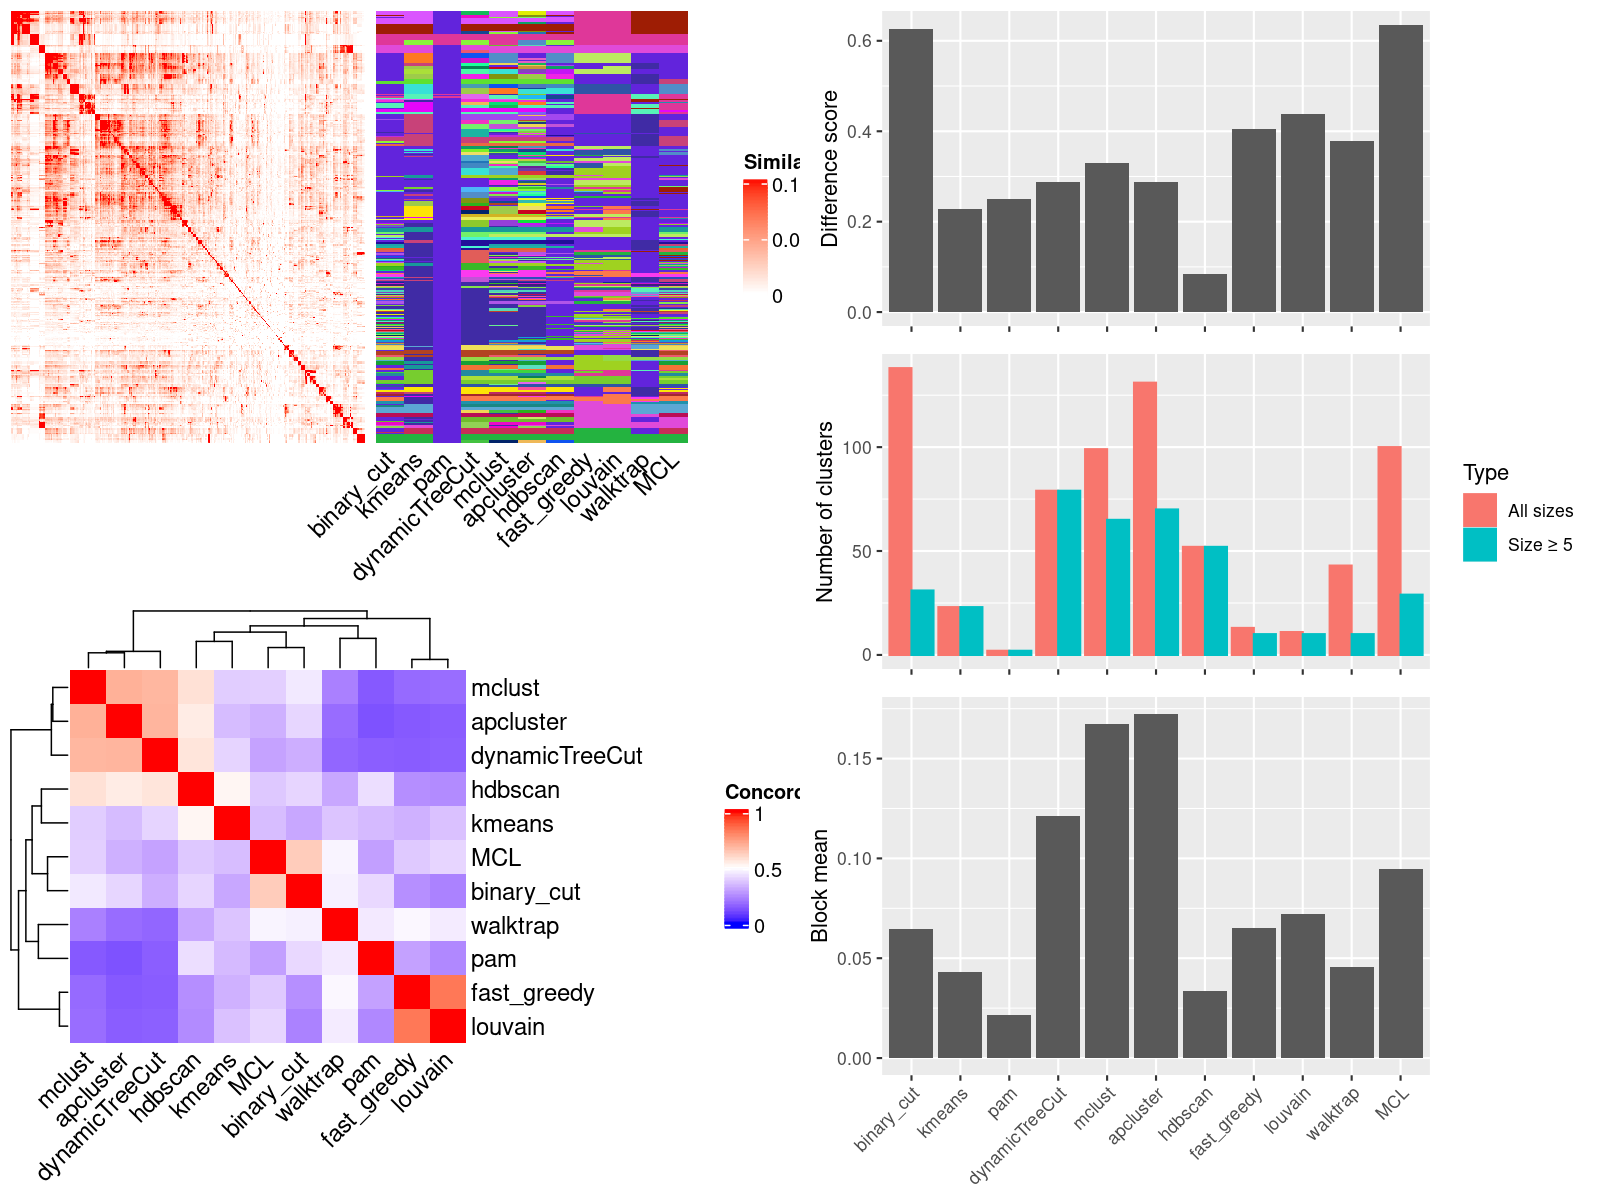 Simila
0.1
0.0
0
binary_cut
kmeans
pam
dynamicTreeCut
mclust
apcluster
hdbscan
fast_greedy
louvain
walktrap
MCL
mclust
apcluster
dynamicTreeCut
hdbscan
kmeans
MCL
binary_cut
walktrap
pam
fast_greedy
louvain
mclust
apcluster
dynamicTreeCut
hdbscan
kmeans
MCL
binary_cut
walktrap
pam
fast_greedy
louvain
Concord
1
0.5
0
Difference score
0.6
0.4
0.2
0.0
Number of clusters
100
50
0
Type
All sizes
Size ≥ 5
Block mean
0.15
0.10
0.05
0.00
binary_cut
kmeans
pam
dynamicTreeCut
mclust
apcluster
hdbscan
fast_greedy
louvain
walktrap
MCL